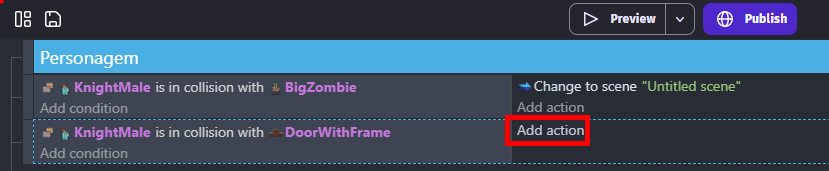 Preview
Publish
Personagem
KnightMale is in collision with BigZombie
Change to scene "Untitled scene"
Add condition
Add action
KnightMale is in collision with DoorWithFrame
Add action
Add condition